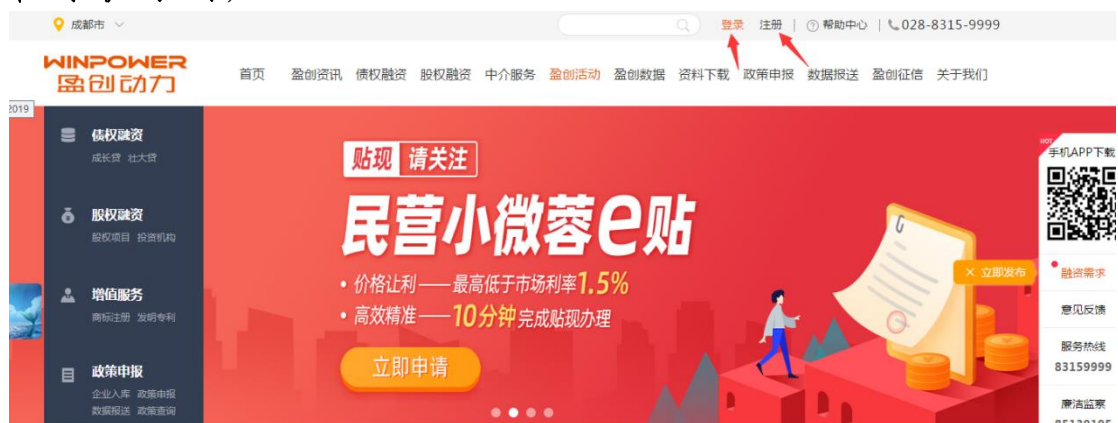 成都市
登录 注册 | 帮助中心 | 028-8315-9999
WINPOWER
盈创动力
首页 盈创资讯 债权融资 股权融资 中介服务 盈创活动 盈创数据 资料下载 政策申报 数据报送 盈创征信 关于我们
2019
债权融资
成长贷 壮大贷
股权融资
股权项目 投资机构
增值服务
商标注册 发明专利
政策申报
企业入库 政策申报
数据报送 政策查询
贴现 请关注
民营小微蓉e贴
• 价格让利——最高低于市场利率1.5%
• 高效精准——10分钟完成贴现办理
立即申请
HOT
手机APP下载
× 立即发布
融资需求
意见反馈
服务热线
83159999
廉洁监察